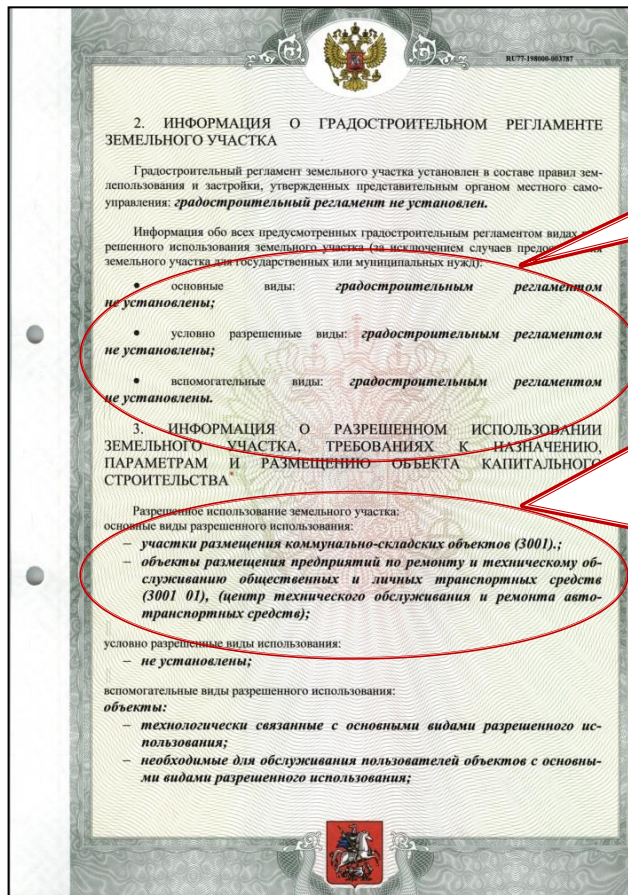 RU77-198000-003787
2. ИНФОРМАЦИЯ О ГРАДОСТРОИТЕЛЬНОМ РЕГЛАМЕНТЕ
ЗЕМЕЛЬНОГО УЧАСТКА
Градостроительный регламент земельного участка установлен в составе правил зем-
лепользования и застройки, утвержденных представительным органом местного само-
управления: градостроительный регламент не установлен.
Информация обо всех предусмотренных градостроительным регламентом видах
решенного использования земельного участка (за исключением случаев
земельного участка для государственных или муниципальных нужд):
• основные виды: градостроительным регламентом
не установлены;
• условно разрешенные виды: градостроительным регламентом
не установлены;
• вспомогательные виды: градостроительным регламентом
не установлены.
3. ИНФОРМАЦИЯ О РАЗРЕШЕННОМ ИСПОЛЬЗОВАНИИ
ЗЕМЕЛЬНОГО УЧАСТКА, ТРЕБОВАНИЯХ К НАЗНАЧЕНИЮ,
ПАРАМЕТРАМ И РАЗМЕЩЕНИЮ ОБЪЕКТА КАПИТАЛЬНОГО
СТРОИТЕЛЬСТВА*
Разрешенное использование земельного участка:
основные виды разрешенного использования:
– участки размещения коммунально-складских объектов (3001).;
– объекты размещения предприятий по ремонту и техническому об-
служиванию общественных и личных транспортных средств
(3001 01), (центр технического обслуживания и ремонта авто-
транспортных средств);
условно разрешенные виды использования:
– не установлены;
вспомогательные виды разрешенного использования:
объекты:
– технологически связанные с основными видами разрешенного ис-
пользования;
– необходимые для обслуживания пользователей объектов с основны-
ми видами разрешенного использования;